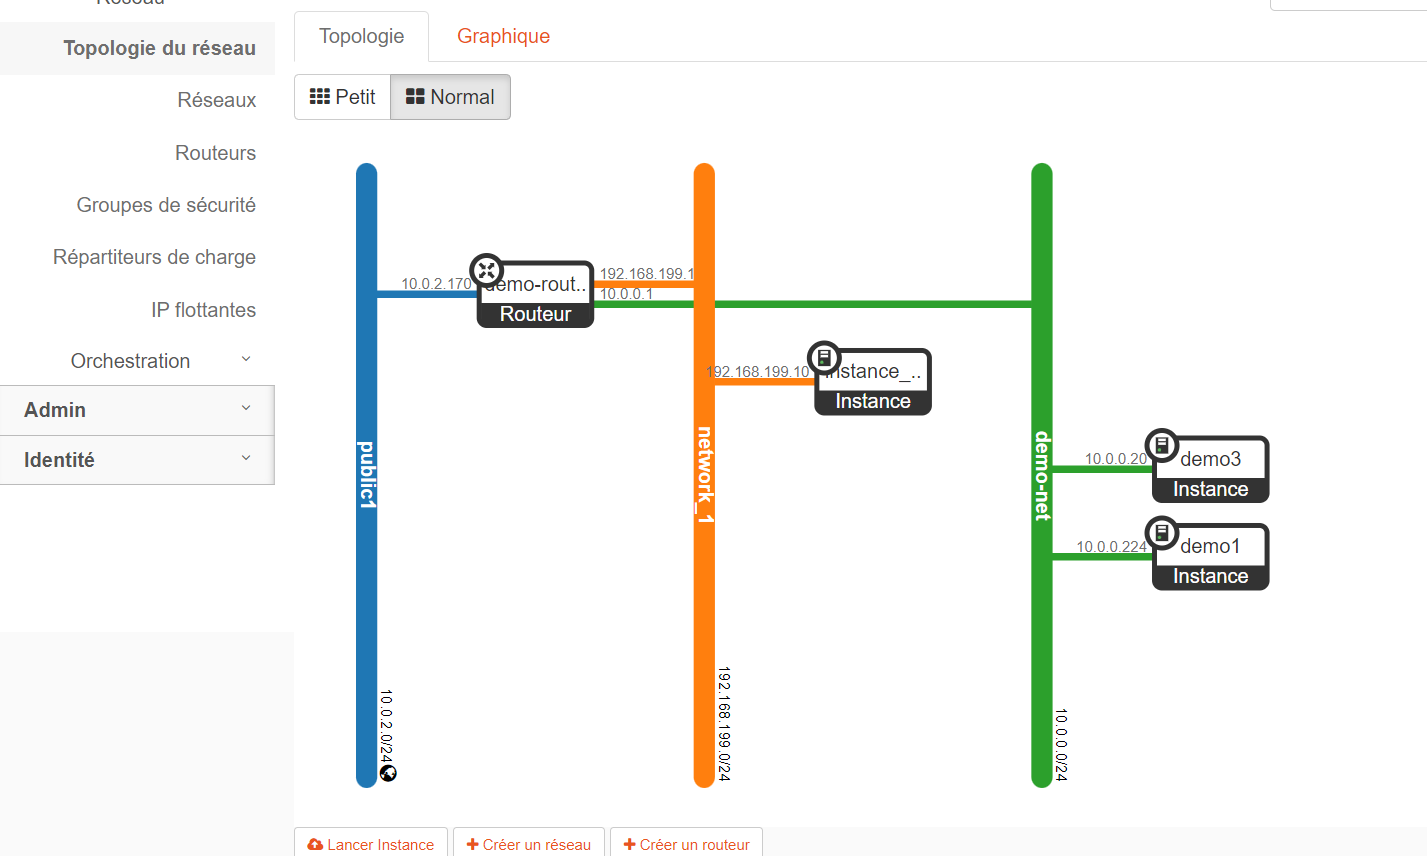 Réseau
Topologie du réseau
Réseaux
Routeurs
Groupes de sécurité
Répartiteurs de charge
IP flottantes
Orchestration
Admin
Identité
Topologie
Graphique
Petit
Normal
public1
10.0.2.0/24
10.0.2.170
demo-rout..
Routeur
192.168.199.1
10.0.0.1
network_1
192.168.199.0/24
192.168.199.10
instance_..
Instance
demo-net
10.0.0.0/24
10.0.0.20
demo3
Instance
10.0.0.224
demo1
Instance
Lancer Instance
Créer un réseau
Créer un routeur